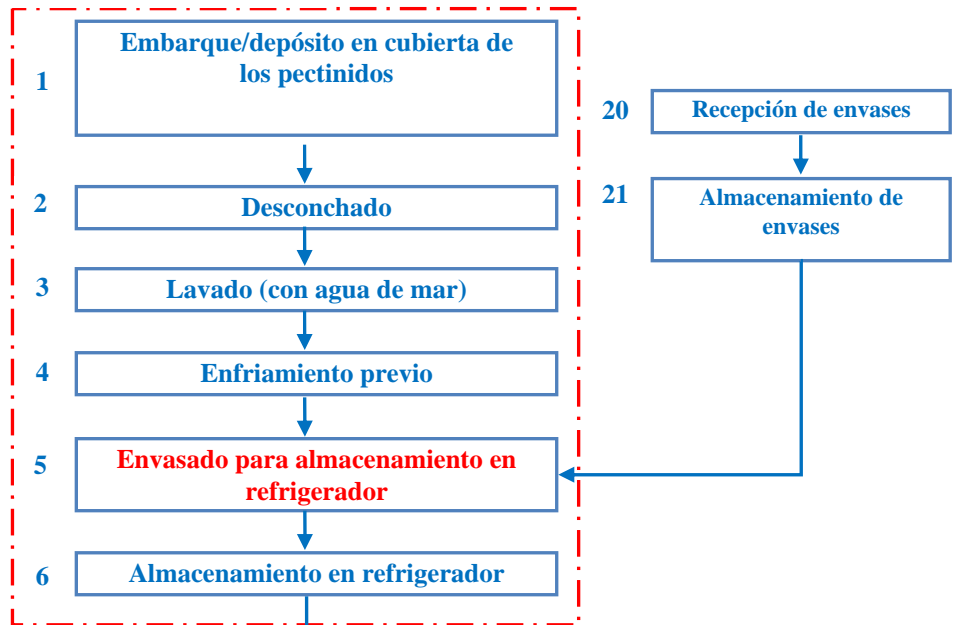 1
Embarque/depósito en cubierta de
los pectinidos
2
Desconchado
3
Lavado (con agua de mar)
4
Enfriamiento previo
5
Envasado para almacenamiento en
refrigerador
6
Almacenamiento en refrigerador
20
Recepción de envases
21
Almacenamiento de
envases